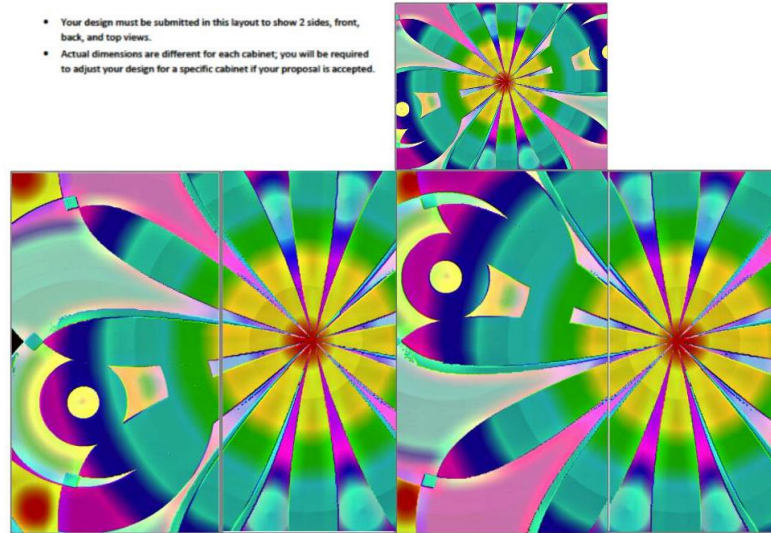 • Your design must be submitted in this layout to show 2 sides, front,
back, and top views.
• Actual dimensions are different for each cabinet; you will be required
to adjust your design for a specific cabinet if your proposal is accepted.